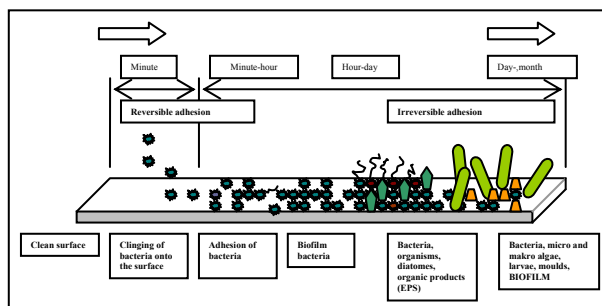 Minute
Minute-hour
Hour-day
Day-,month
Reversible adhesion
Irreversible adhesion
Clean surface
Clinging of
bacteria onto
the surface
Adhesion of
bacteria
Biofilm
bacteria
Bacteria,
organisms,
diatomes,
organic products
(EPS)
Bacteria, micro and
makro algae,
larvae, moulds,
BIOFILM